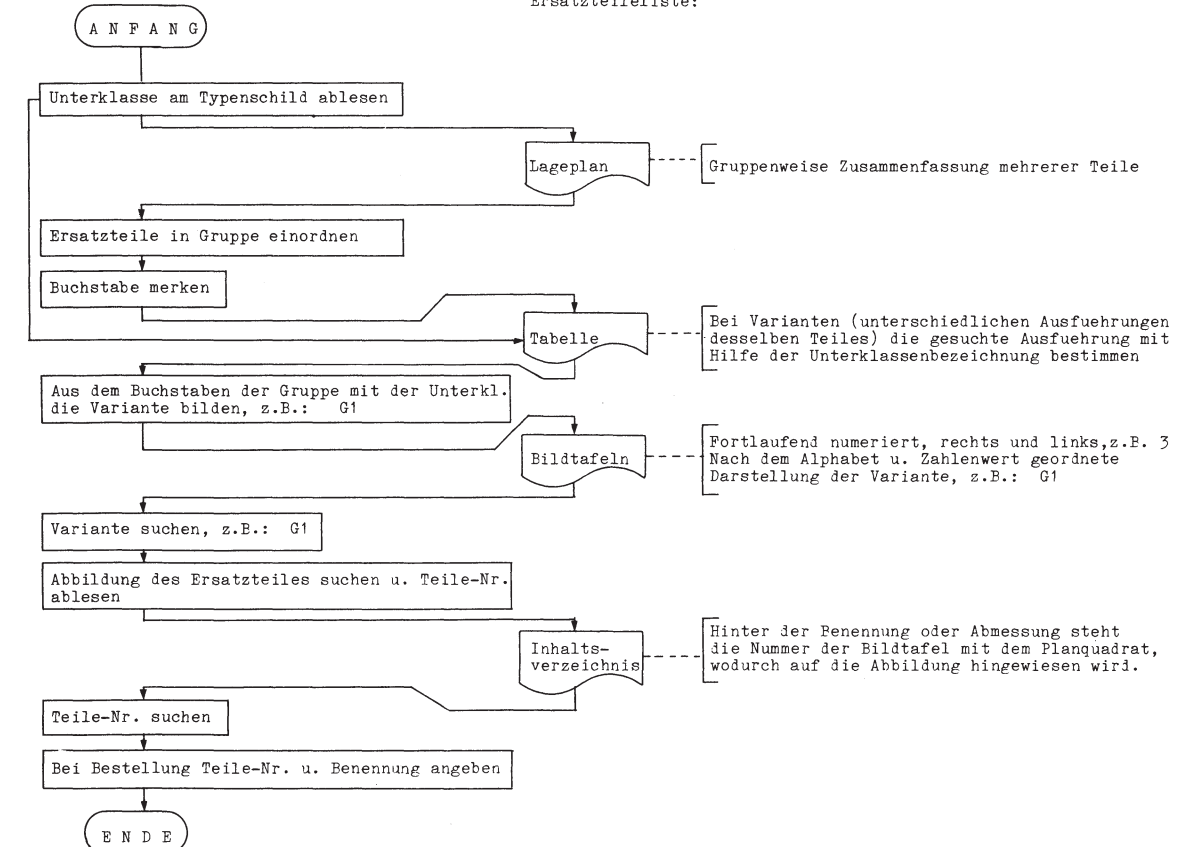 Ersatzteilliste:
A N F A N G
Unterklasse am Typenschild ablesen
Lageplan
Gruppenweise Zusammenfassung mehrerer Teile
Ersatzteile in Gruppe einordnen
Buchstabe merken
Tabelle
Bei Varianten (unterschiedlichen Ausfuehrungen
desselben Teiles) die gesuchte Ausfuehrung mit
Hilfe der Unterklassenbezeichnung bestimmen
Aus dem Buchstaben der Gruppe mit der Unterkl.
die Variante bilden, z.B.: G1
Bildtafeln
Fortlaufend numeriert, rechts und links,z.B. 3
Nach dem Alphabet u. Zahlenwert geordnete
Darstellung der Variante, z.B.: G1
Variante suchen, z.B.: G1
Abbildung des Ersatzteiles suchen u. Teile-Nr.
ablesen
Inhalts-
verzeichnis
Hinter der Benennung oder Abmessung steht
die Nummer der Bildtafel mit dem Planquadrat,
wodurch auf die Abbildung hingewiesen wird.
Teile-Nr. suchen
Bei Bestellung Teile-Nr. u. Benennung angeben
E N D E